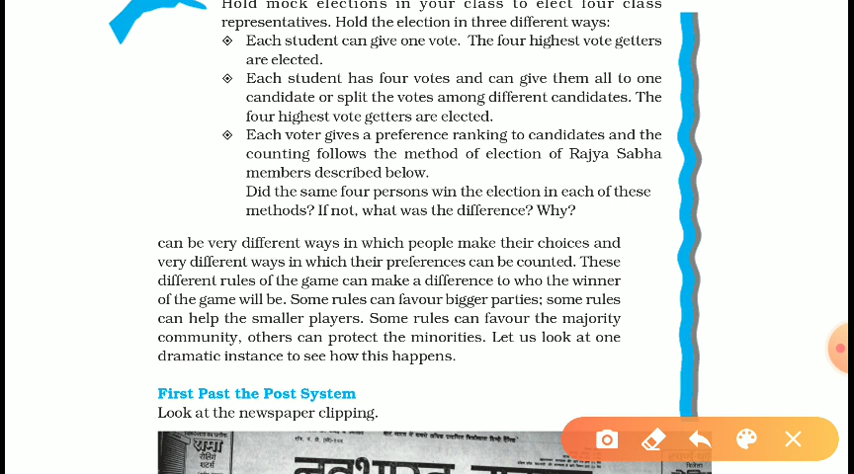 Hold mock elections in your class to elect four class
representatives. Hold the election in three different ways:
❖ Each student can give one vote. The four highest vote getters
are elected.
❖ Each student has four votes and can give them all to one
candidate or split the votes among different candidates. The
four highest vote getters are elected.
❖ Each voter gives a preference ranking to candidates and the
counting follows the method of election of Rajya Sabha
members described below.
Did the same four persons win the election in each of these
methods? If not, what was the difference? Why?
can be very different ways in which people make their choices and
very different ways in which their preferences can be counted. These
different rules of the game can make a difference to who the winner
of the game will be. Some rules can favour bigger parties; some rules
can help the smaller players. Some rules can favour the majority
community, others can protect the minorities. Let us look at one
dramatic instance to see how this happens.
First Past the Post System
Look at the newspaper clipping.